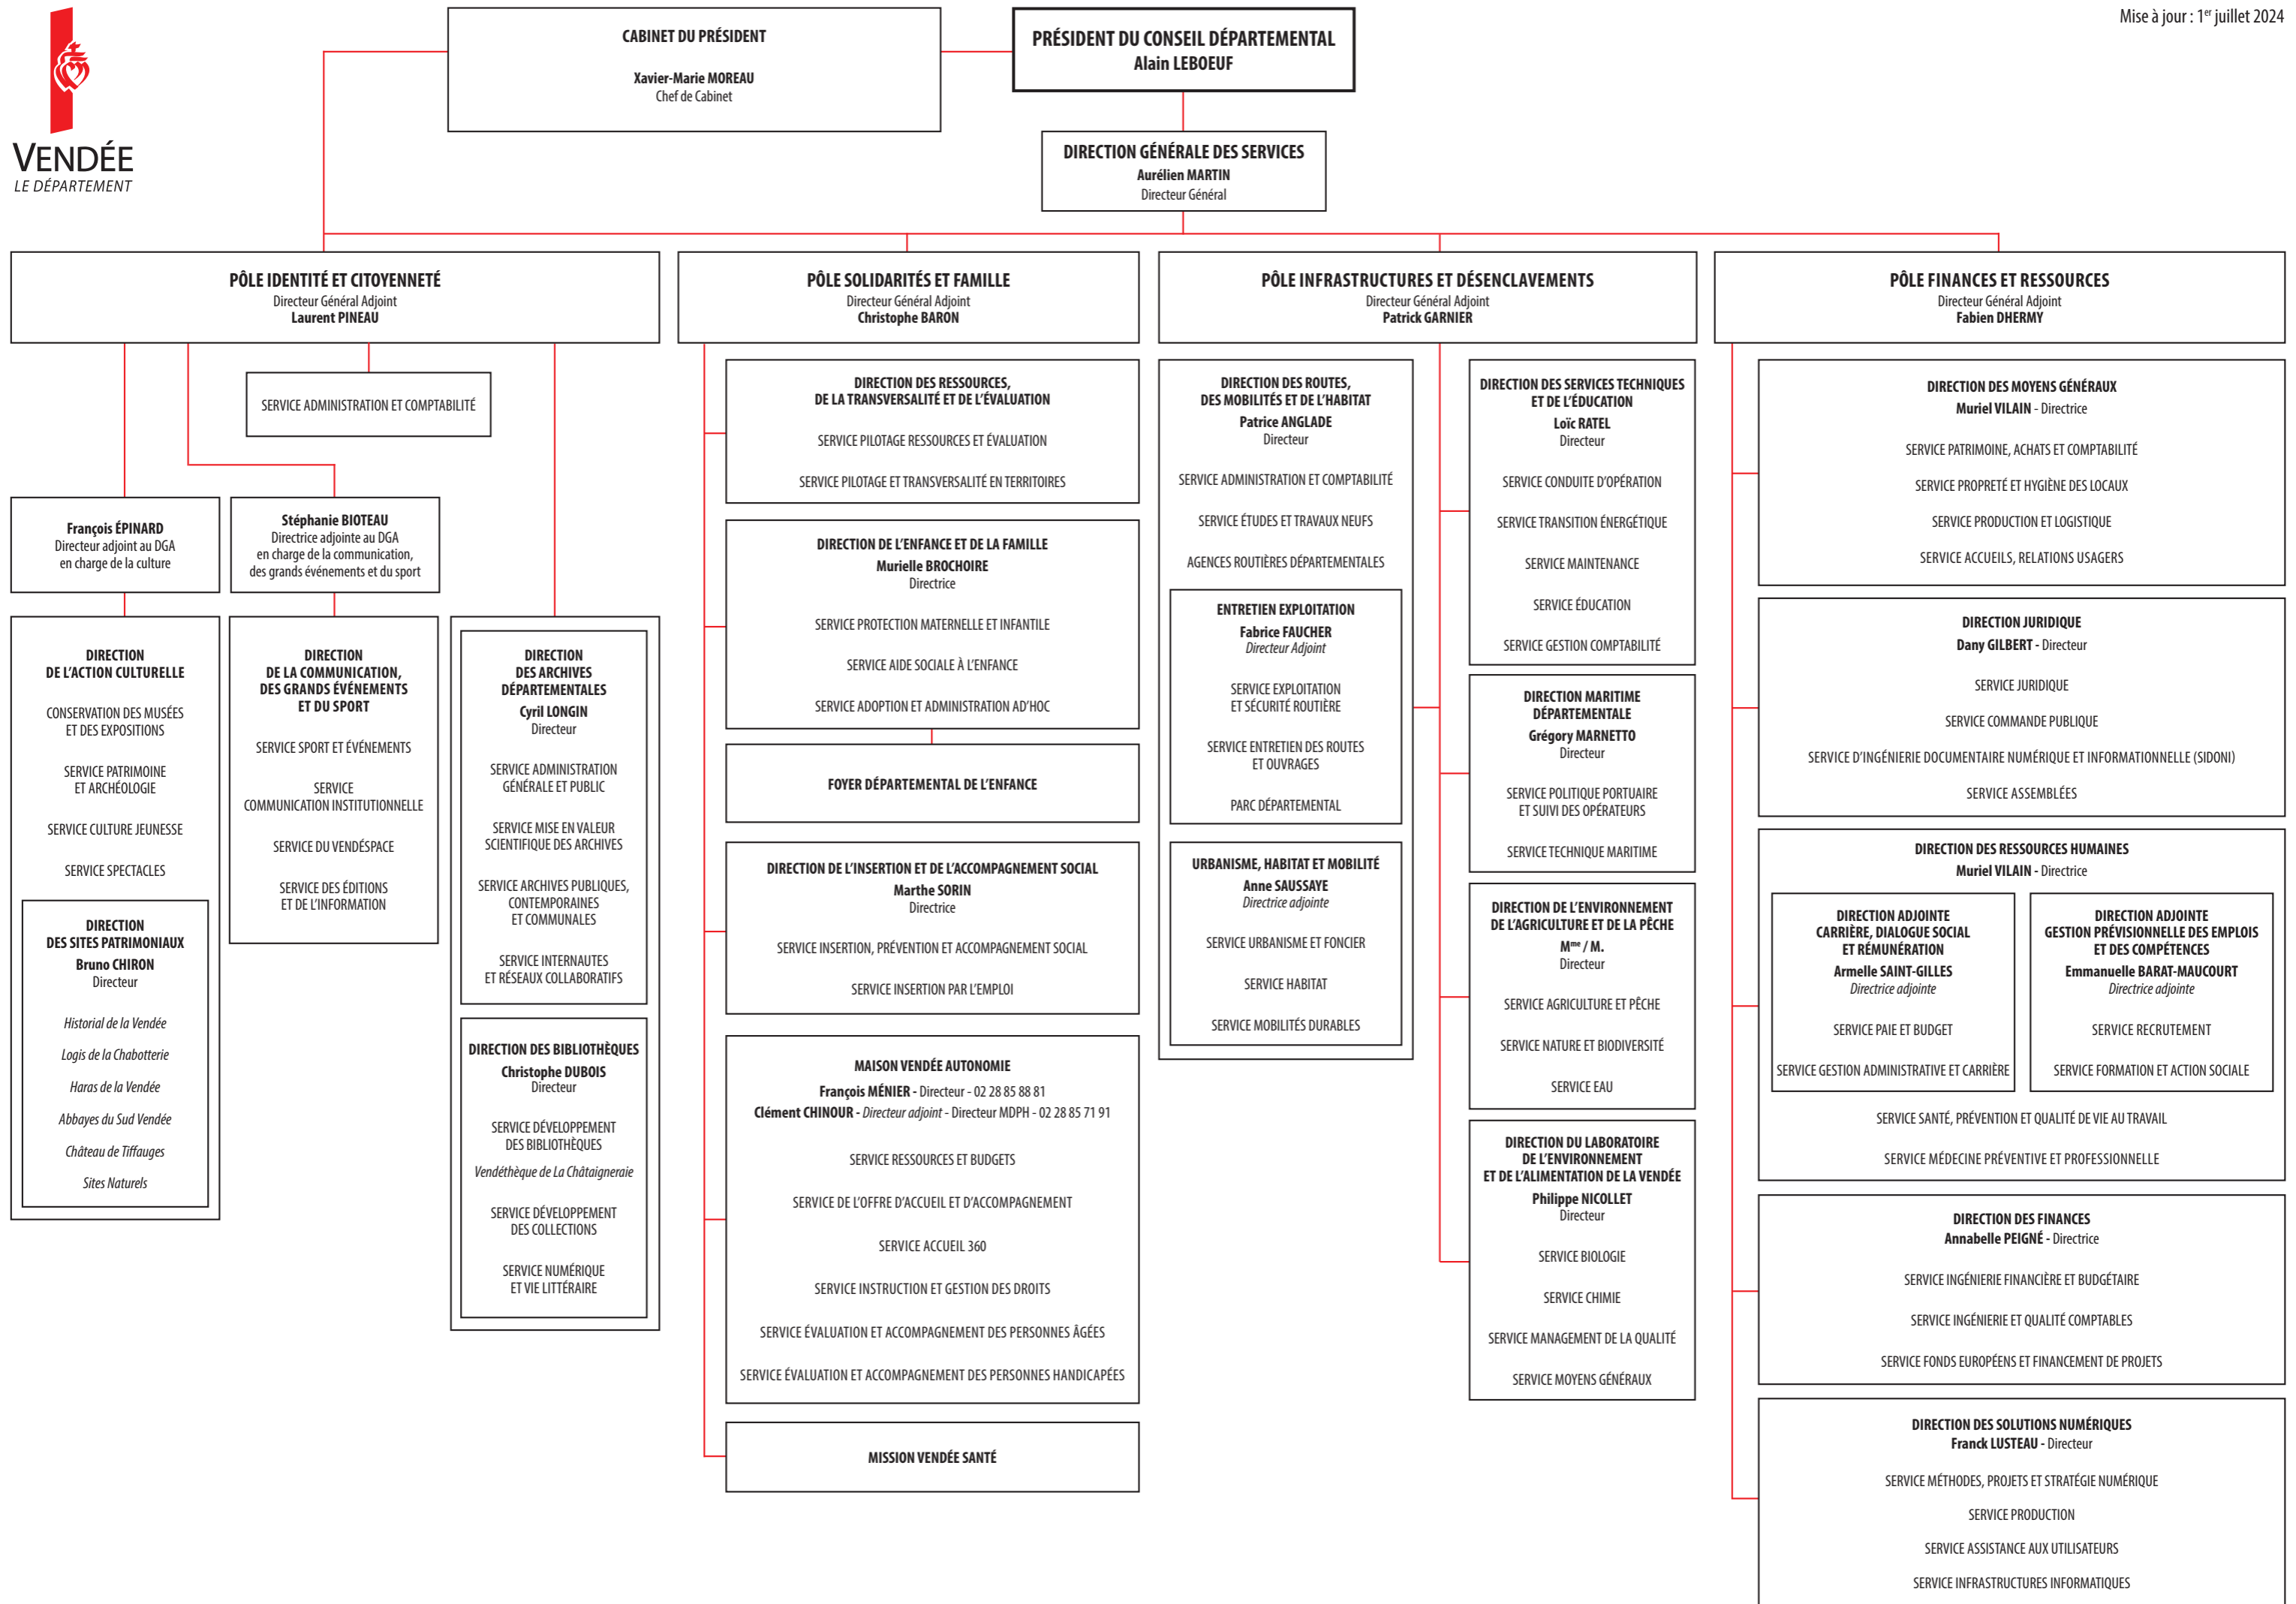 Mise à jour : 1er juillet 2024
VENDÉE
LE DÉPARTEMENT
CABINET DU PRÉSIDENT
Xavier-Marie MOREAU
Chef de Cabinet
PRÉSIDENT DU CONSEIL DÉPARTEMENTAL
Alain LEBOEUF
DIRECTION GÉNÉRALE DES SERVICES
Aurélien MARTIN
Directeur Général
PÔLE IDENTITÉ ET CITOYENNETÉ
Directeur Général Adjoint
Laurent PINEAU
SERVICE ADMINISTRATION ET COMPTABILITÉ
François ÉPINARD
Directeur adjoint au DGA
en charge de la culture
Stéphanie BIOTEAU
Directrice adjointe au DGA
en charge de la communication,
des grands événements et du sport
DIRECTION
DE L'ACTION CULTURELLE
CONSERVATION DES MUSÉES
ET DES EXPOSITIONS
SERVICE PATRIMOINE
ET ARCHÉOLOGIE
SERVICE CULTURE JEUNESSE
SERVICE SPECTACLES
DIRECTION
DES SITES PATRIMONIAUX
Bruno CHIRON
Directeur
Historial de la Vendée
Logis de la Chabotterie
Haras de la Vendée
Abbayes du Sud Vendée
Château de Tiffauges
Sites Naturels
DIRECTION
DE LA COMMUNICATION,
DES GRANDS ÉVÉNEMENTS
ET DU SPORT
SERVICE SPORT ET ÉVÉNEMENTS
SERVICE
COMMUNICATION INSTITUTIONNELLE
SERVICE DU VENDÉSPACE
SERVICE DES ÉDITIONS
ET DE L'INFORMATION
DIRECTION
DES ARCHIVES
DÉPARTEMENTALES
Cyril LONGIN
Directeur
SERVICE ADMINISTRATION
GÉNÉRALE ET PUBLIC
SERVICE MISE EN VALEUR
SCIENTIFIQUE DES ARCHIVES
SERVICE ARCHIVES PUBLIQUES,
CONTEMPORAINES
ET COMMUNALES
SERVICE INTERNAUTES
ET RÉSEAUX COLLABORATIFS
DIRECTION DES BIBLIOTHÈQUES
Christophe DUBOIS
Directeur
SERVICE DÉVELOPPEMENT
DES BIBLIOTHÈQUES
Vendéthèque de La Châtaigneraie
SERVICE DÉVELOPPEMENT
DES COLLECTIONS
SERVICE NUMÉRIQUE
ET VIE LITTÉRAIRE
PÔLE SOLIDARITÉS ET FAMILLE
Directeur Général Adjoint
Christophe BARON
DIRECTION DES RESSOURCES,
DE LA TRANSVERSALITÉ ET DE L'ÉVALUATION
SERVICE PILOTAGE RESSOURCES ET ÉVALUATION
SERVICE PILOTAGE ET TRANSVERSALITÉ EN TERRITOIRES
DIRECTION DE L'ENFANCE ET DE LA FAMILLE
Murielle BROCHOIRE
Directrice
SERVICE PROTECTION MATERNELLE ET INFANTILE
SERVICE AIDE SOCIALE À L'ENFANCE
SERVICE ADOPTION ET ADMINISTRATION AD'HOC
FOYER DÉPARTEMENTAL DE L'ENFANCE
DIRECTION DE L'INSERTION ET DE L'ACCOMPAGNEMENT SOCIAL
Marthe SORIN
Directrice
SERVICE INSERTION, PRÉVENTION ET ACCOMPAGNEMENT SOCIAL
SERVICE INSERTION PAR L'EMPLOI
MAISON VENDÉE AUTONOMIE
François MÉNIER - Directeur - 02 28 85 88 81
Clément CHINOUR - Directeur adjoint - Directeur MDPH - 02 28 85 71 91
SERVICE RESSOURCES ET BUDGETS
SERVICE DE L'OFFRE D'ACCUEIL ET D'ACCOMPAGNEMENT
SERVICE ACCUEIL 360
SERVICE INSTRUCTION ET GESTION DES DROITS
SERVICE ÉVALUATION ET ACCOMPAGNEMENT DES PERSONNES ÂGÉES
SERVICE ÉVALUATION ET ACCOMPAGNEMENT DES PERSONNES HANDICAPÉES
MISSION VENDÉE SANTÉ
PÔLE INFRASTRUCTURES ET DÉSENCLAVEMENTS
Directeur Général Adjoint
Patrick GARNIER
DIRECTION DES ROUTES,
DES MOBILITÉS ET DE L'HABITAT
Patrice ANGLADE
Directeur
SERVICE ADMINISTRATION ET COMPTABILITÉ
SERVICE ÉTUDES ET TRAVAUX NEUFS
AGENCES ROUTIÈRES DÉPARTEMENTALES
ENTRETIEN EXPLOITATION
Fabrice FAUCHER
Directeur Adjoint
SERVICE EXPLOITATION
ET SÉCURITÉ ROUTIÈRE
SERVICE ENTRETIEN DES ROUTES
ET OUVRAGES
PARC DÉPARTEMENTAL
URBANISME, HABITAT ET MOBILITÉ
Anne SAUSSAYE
Directrice adjointe
SERVICE URBANISME ET FONCIER
SERVICE HABITAT
SERVICE MOBILITÉS DURABLES
DIRECTION DES SERVICES TECHNIQUES
ET DE L'ÉDUCATION
Loïc RATEL
Directeur
SERVICE CONDUITE D'OPÉRATION
SERVICE TRANSITION ÉNERGÉTIQUE
SERVICE MAINTENANCE
SERVICE ÉDUCATION
SERVICE GESTION COMPTABILITÉ
DIRECTION MARITIME
DÉPARTEMENTALE
Grégory MARNETTO
Directeur
SERVICE POLITIQUE PORTUAIRE
ET SUIVI DES OPÉRATEURS
SERVICE TECHNIQUE MARITIME
DIRECTION DE L'ENVIRONNEMENT
DE L'AGRICULTURE ET DE LA PÊCHE
Mme / M.
Directeur
SERVICE AGRICULTURE ET PÊCHE
SERVICE NATURE ET BIODIVERSITÉ
SERVICE EAU
DIRECTION DU LABORATOIRE
DE L'ENVIRONNEMENT
ET DE L'ALIMENTATION DE LA VENDÉE
Philippe NICOLLET
Directeur
SERVICE BIOLOGIE
SERVICE CHIMIE
SERVICE MANAGEMENT DE LA QUALITÉ
SERVICE MOYENS GÉNÉRAUX
PÔLE FINANCES ET RESSOURCES
Directeur Général Adjoint
Fabien DHERMY
DIRECTION DES MOYENS GÉNÉRAUX
Muriel VILAIN - Directrice
SERVICE PATRIMOINE, ACHATS ET COMPTABILITÉ
SERVICE PROPRETÉ ET HYGIÈNE DES LOCAUX
SERVICE PRODUCTION ET LOGISTIQUE
SERVICE ACCUEILS, RELATIONS USAGERS
DIRECTION JURIDIQUE
Dany GILBERT - Directeur
SERVICE JURIDIQUE
SERVICE COMMANDE PUBLIQUE
SERVICE D'INGÉNIERIE DOCUMENTAIRE NUMÉRIQUE ET INFORMATIONNELLE (SIDONI)
SERVICE ASSEMBLÉES
DIRECTION DES RESSOURCES HUMAINES
Muriel VILAIN - Directrice
DIRECTION ADJOINTE
CARRIÈRE, DIALOGUE SOCIAL
ET RÉMUNÉRATION
Armelle SAINT-GILLES
Directrice adjointe
SERVICE PAIE ET BUDGET
SERVICE GESTION ADMINISTRATIVE ET CARRIÈRE
DIRECTION ADJOINTE
GESTION PRÉVISIONELLE DES EMPLOIS
ET DES COMPÉTENCES
Emmanuelle BARAT-MAUCOURT
Directrice adjointe
SERVICE RECRUTEMENT
SERVICE FORMATION ET ACTION SOCIALE
SERVICE SANTÉ, PRÉVENTION ET QUALITÉ DE VIE AU TRAVAIL
SERVICE MÉDECINE PRÉVENTIVE ET PROFESSIONNELLE
DIRECTION DES FINANCES
Annabelle PEIGNÉ - Directrice
SERVICE INGÉNIERIE FINANCIÈRE ET BUDGÉTAIRE
SERVICE INGÉNIERIE ET QUALITÉ COMPTABLES
SERVICE FONDS EUROPÉENS ET FINANCEMENT DE PROJETS
DIRECTION DES SOLUTIONS NUMÉRIQUES
Franck LUSTEAU - Directeur
SERVICE MÉTHODES, PROJETS ET STRATÉGIE NUMÉRIQUE
SERVICE PRODUCTION
SERVICE ASSISTANCE AUX UTILISATEURS
SERVICE INFRASTRUCTURES INFORMATIQUES